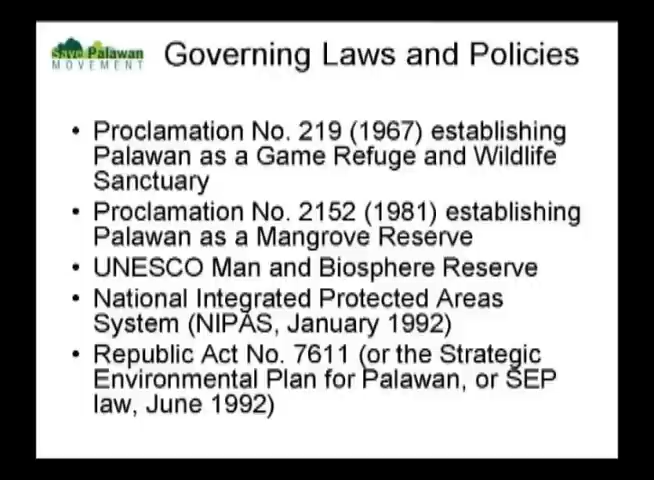 Save Palawan
MOVEMENT
Governing Laws and Policies
• Proclamation No. 219 (1967) establishing
Palawan as a Game Refuge and Wildlife
Sanctuary
• Proclamation No. 2152 (1981) establishing
Palawan as a Mangrove Reserve
• UNESCO Man and Biosphere Reserve
• National Integrated Protected Areas
System (NIPAS, January 1992)
• Republic Act No. 7611 (or the Strategic
Environmental Plan for Palawan, or SEP
law, June 1992)